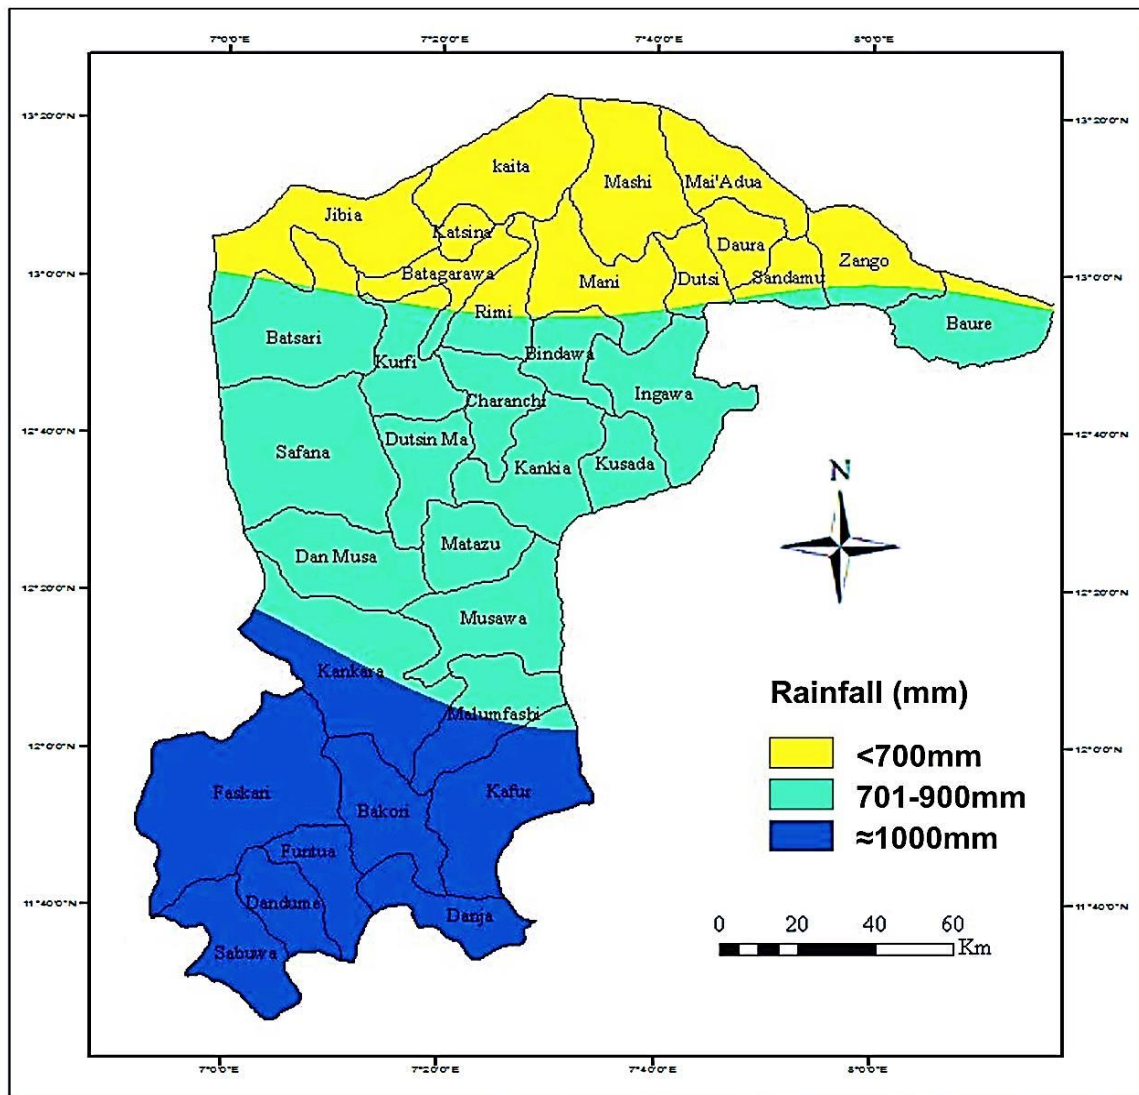 7°0'0"E 7°20'0"E 7°40'0"E 8°0'0"E
13°20'0"N 13°20'0"N
kaita
Mashi Mai'Adua
Jibia
Katsina
Daura
Zango
13°0'0"N 13°0'0"N
Batagarawa
Mani Dutsi Sandamu
Rimi
Baure
Batsari
Kurfi
Bindawa
Ingawa
Charanchi
12°40'0"N 12°40'0"N
Dutsin Ma
Safana
Kankia Kusada
N
Matazu
Dan Musa
12°20'0"N 12°20'0"N
Musawa
Kankara
Rainfall (mm)
Malumfashi
12°0'0"N 12°0'0"N
<700mm
Faskari
Kafur
701-900mm
Bakori
≈1000mm
Funtua
11°40'0"N 11°40'0"N
Danduma
Danja
0 20 40 60
Km
Sabuwa
7°0'0"E 7°20'0"E 7°40'0"E 8°0'0"E